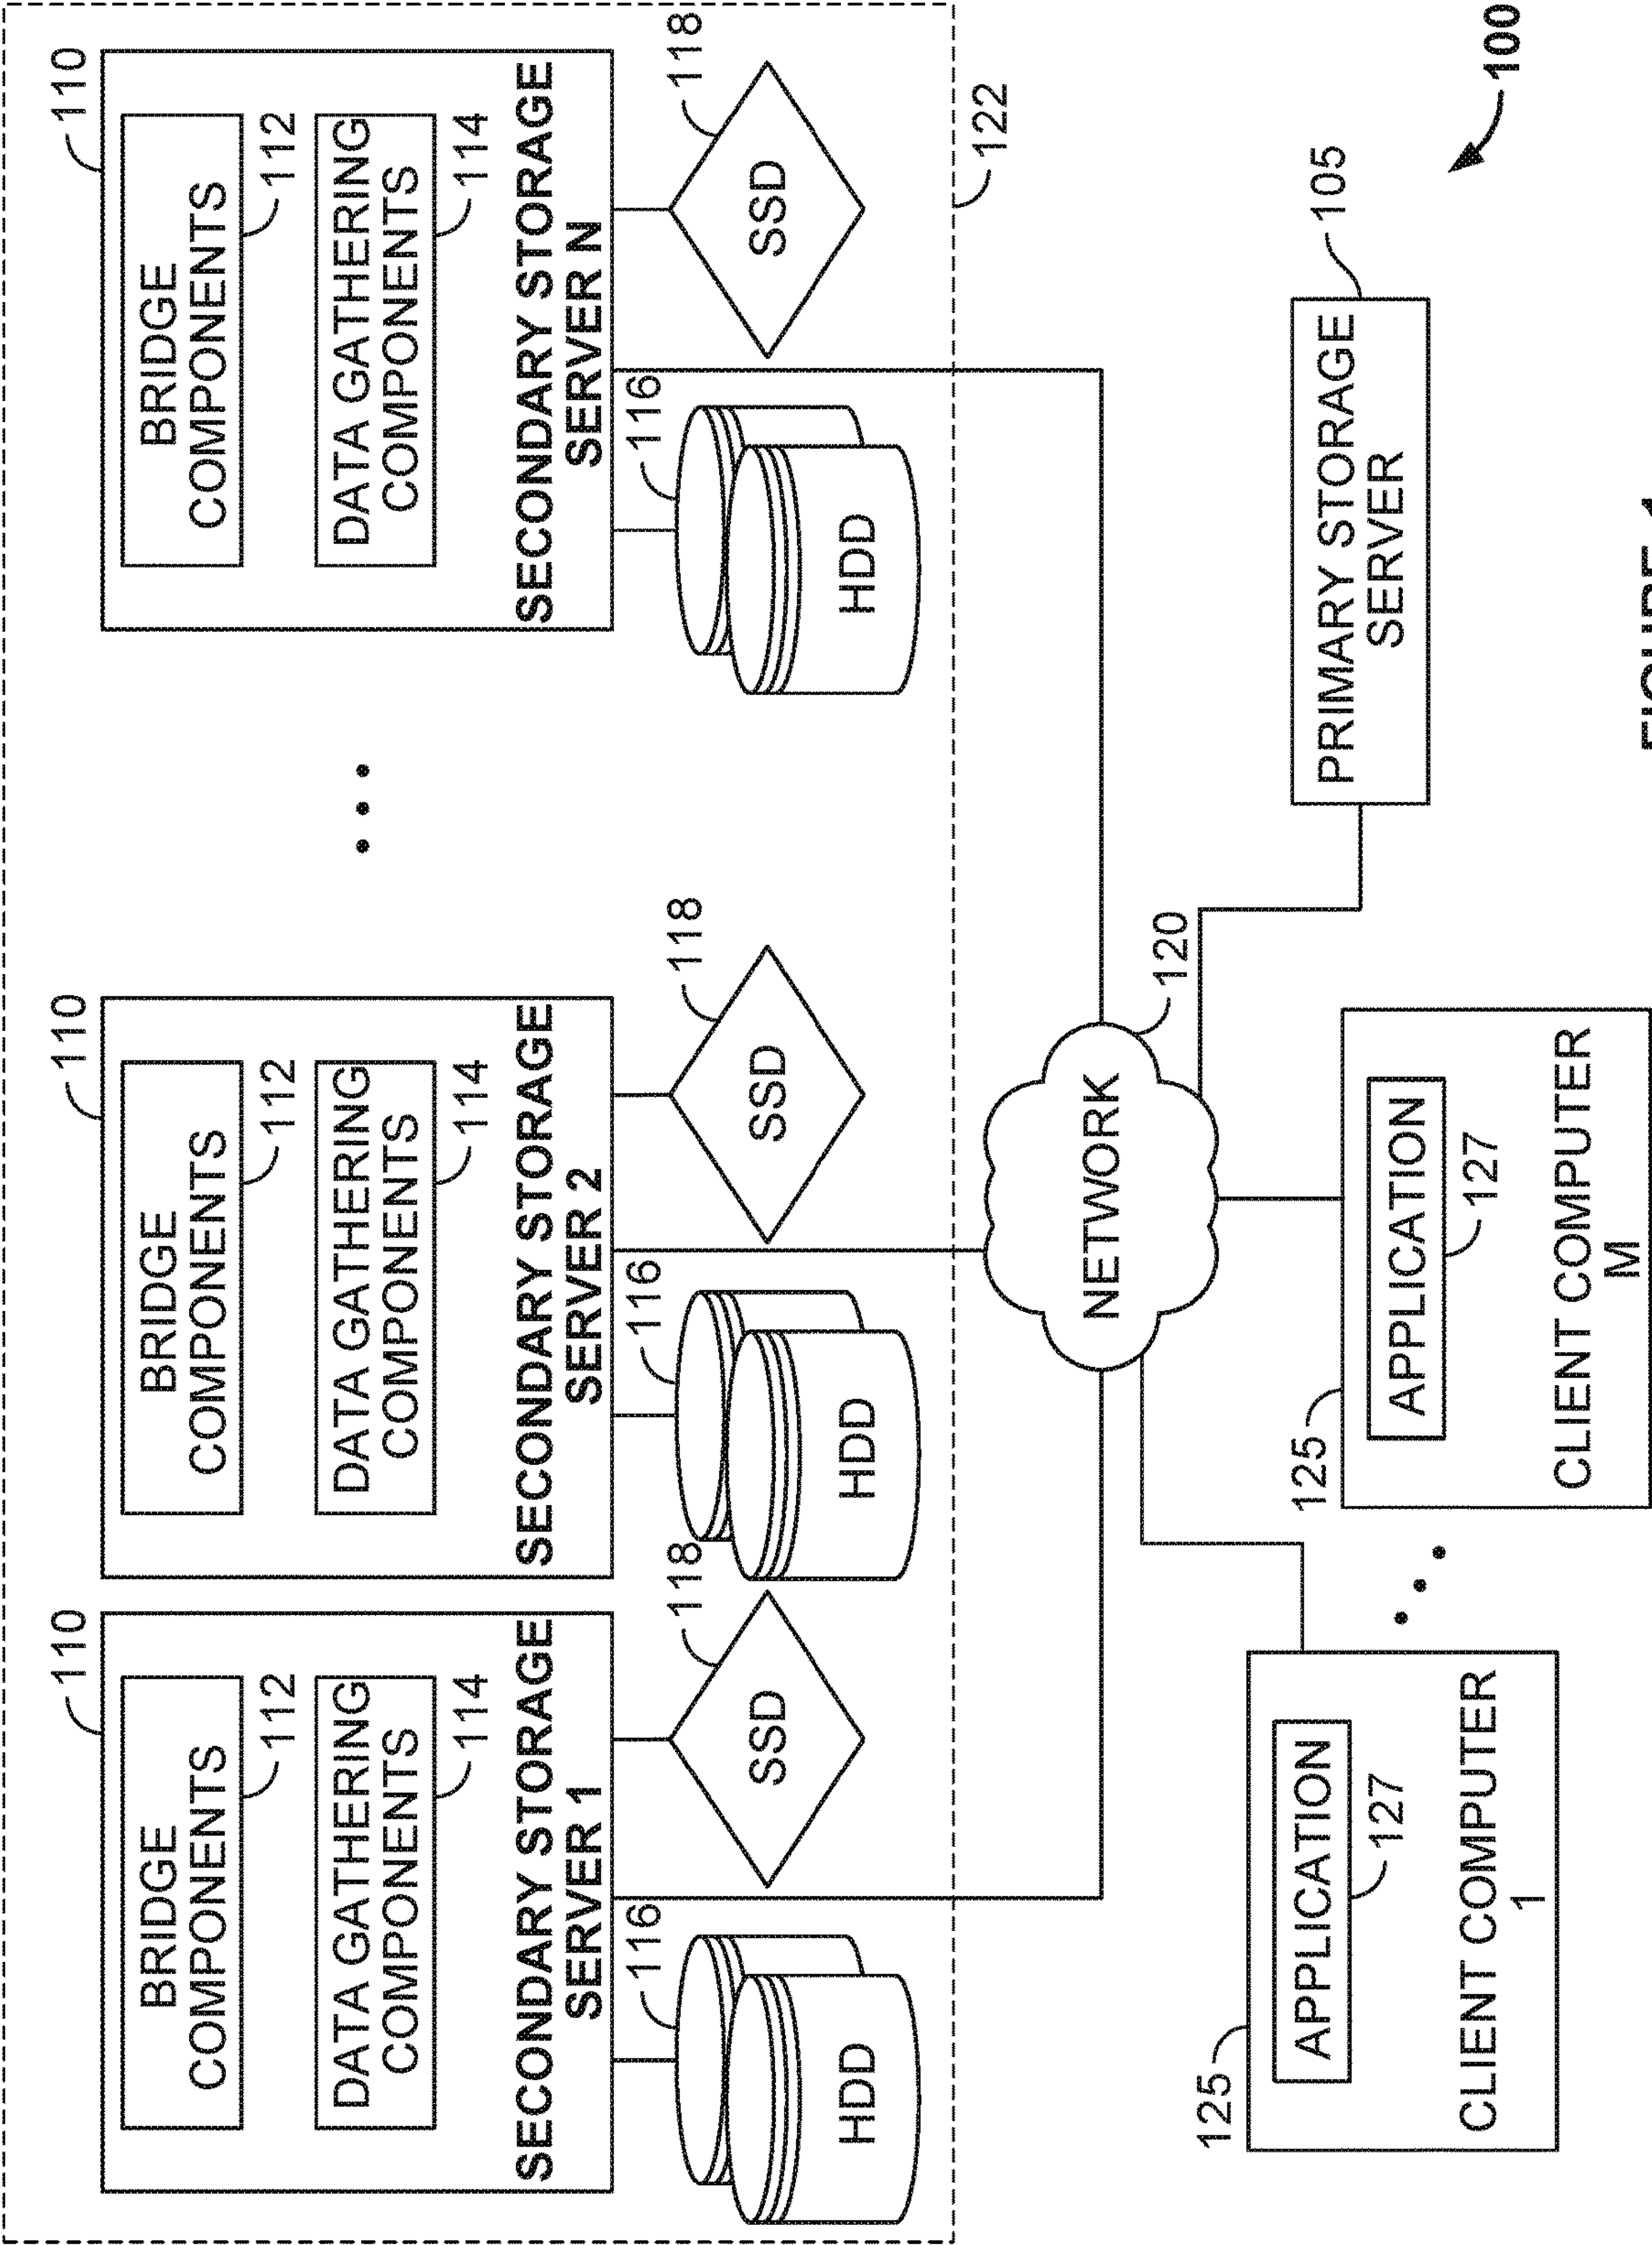 110
BRIDGE
COMPONENTS
112
DATA GATHERING
COMPONENTS
114
SECONDARY STORAGE
SERVER 1
116
HDD
118
SSD
110
BRIDGE
COMPONENTS
112
DATA GATHERING
COMPONENTS
114
SECONDARY STORAGE
SERVER 2
116
HDD
118
SSD
110
BRIDGE
COMPONENTS
112
DATA GATHERING
COMPONENTS
114
SECONDARY STORAGE
SERVER N
116
HDD
118
SSD
122
NETWORK
120
125
APPLICATION
127
CLIENT COMPUTER
1
125
APPLICATION
127
CLIENT COMPUTER
M
PRIMARY STORAGE
SERVER
105
100
FIGURE 1